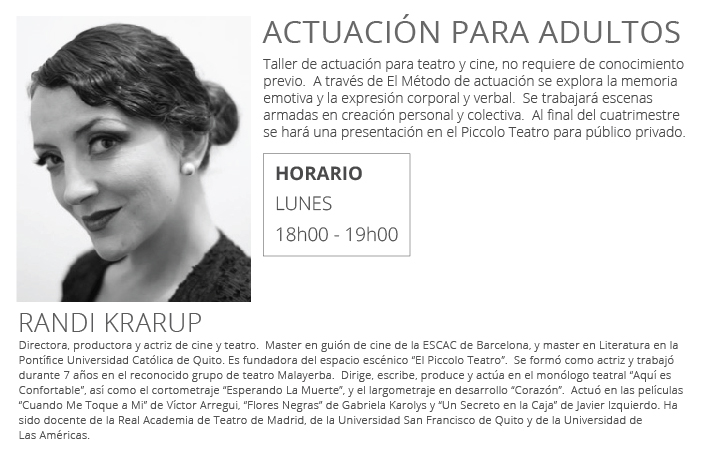 ACTUACIÓN PARA ADULTOS
Taller de actuación para teatro y cine, no requiere de conocimiento
previo. A través de El Método de actuación se explora la memoria
emotiva y la expresión corporal y verbal. Se trabajará escenas
armadas en creación personal y colectiva. Al final del cuatrimestre
se hará una presentación en el Piccolo Teatro para público privado.
HORARIO
LUNES
18h00 - 19h00
RANDI KRARUP
Directora, productora y actriz de cine y teatro. Master en guión de cine de la ESCAC de Barcelona, y master en Literatura en la
Pontífice Universidad Católica de Quito. Es fundadora del espacio escénico “El Piccolo Teatro”. Se formó como actriz y trabajó
durante 7 años en el reconocido grupo de teatro Malayerba. Dirige, escribe, produce y actúa en el monólogo teatral “Aquí es
Confortable”, así como el cortometraje “Esperando La Muerte”, y el largometraje en desarrollo “Corazón”. Actuó en las películas
“Cuando Me Toque a Mi” de Víctor Arregui, “Flores Negras” de Gabriela Karolys y “Un Secreto en la Caja” de Javier Izquierdo. Ha
sido docente de la Real Academia de Teatro de Madrid, de la Universidad San Francisco de Quito y de la Universidad de
Las Américas.